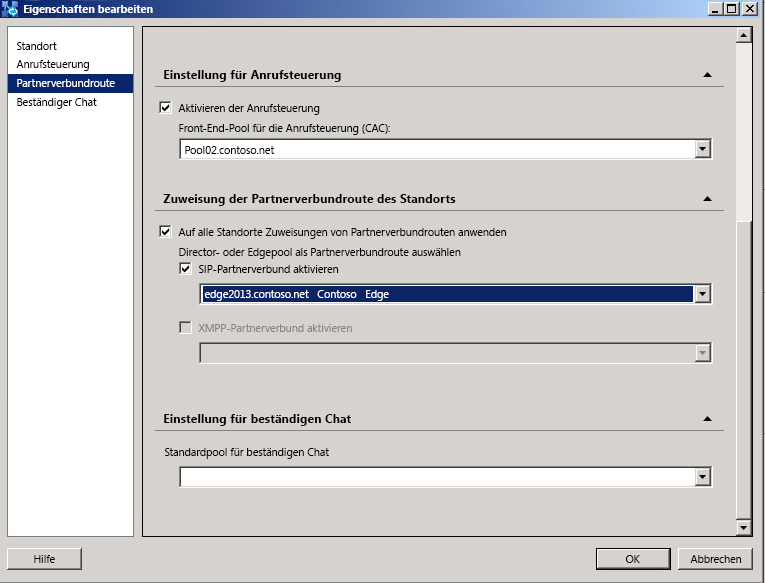 Eigenschaften bearbeiten
Standort
Anrufsteuerung
Partnerverbundroute
Beständiger Chat
Einstellung für Anrufsteuerung
Aktivieren der Anrufsteuerung
Front-End-Pool für die Anrufsteuerung (CAC):
Pool02.contoso.net
Zuweisung der Partnerverbundroute des Standorts
Auf alle Standorte Zuweisungen von Partnerverbundrouten anwenden
Director- oder Edgepool als Partnerverbundroute auswählen
SIP-Partnerverbund aktivieren
edge2013.contoso.net Contoso Edge
XMPP-Partnerverbund aktivieren
Einstellung für beständigen Chat
Standardpool für beständigen Chat
Hilfe
OK
Abbrechen